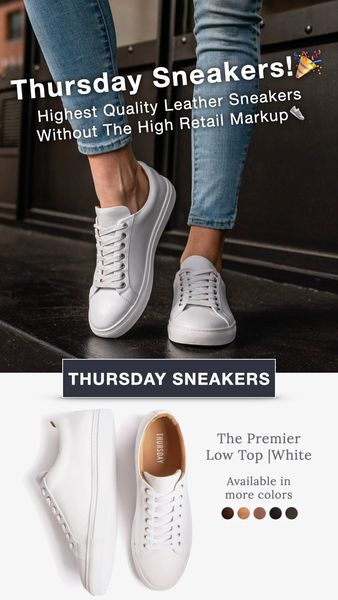 Thursday Sneakers!🎉
Highest Quality Leather Sneakers
Without The High Retail Markup👟
THURSDAY SNEAKERS
THURSDAY
The Premier
Low Top |White
Available in
more colors